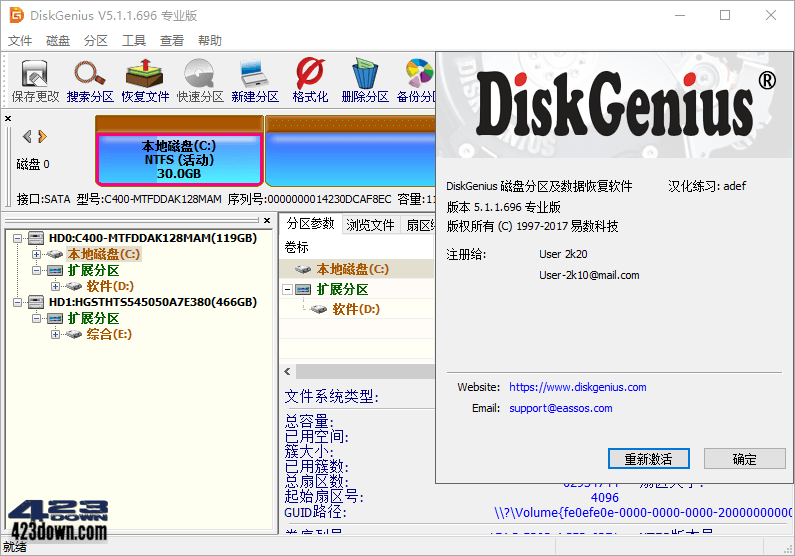 DiskGenius V5.1.1.696 专业版
文件 磁盘 分区 工具 查看 帮助
保存更改 搜索分区 恢复文件 快速分区 新建分区 格式化 删除分区 备份分区
磁盘 0
本地磁盘(C:)
NTFS (活动)
30.0GB
接口:SATA 型号:C400-MTFDDAK128MAM 序列号:0000000014230DCAF8EC 容量:11
HD0:C400-MTFDDAK128MAM(119GB)
本地磁盘(C:)
扩展分区
软件(D:)
HD1:HGSTHTS545050A7E380(466GB)
扩展分区
综合(E:)
分区参数 浏览文件
卷标
本地磁盘(C:)
扩展分区
软件(D:)
文件系统类型:
总容量:
已用空间:
簇大小:
已用簇数:
总扇区数:
起始扇区号: 4096
GUID路径: \\?\Volume{fe0efe0e-0000-0000-0000-2000000000
DiskGenius®
DiskGenius 磁盘分区及数据恢复软件 汉化练习: adef
版本 5.1.1.696 专业版
版权所有 (C) 1997-2017 易数科技
注册给: User 2k20
User-2k10@mail.com
Website: https://www.diskgenius.com
Email: support@eassos.com
重新激活 确定
423
DOWN
423down.com
就绪